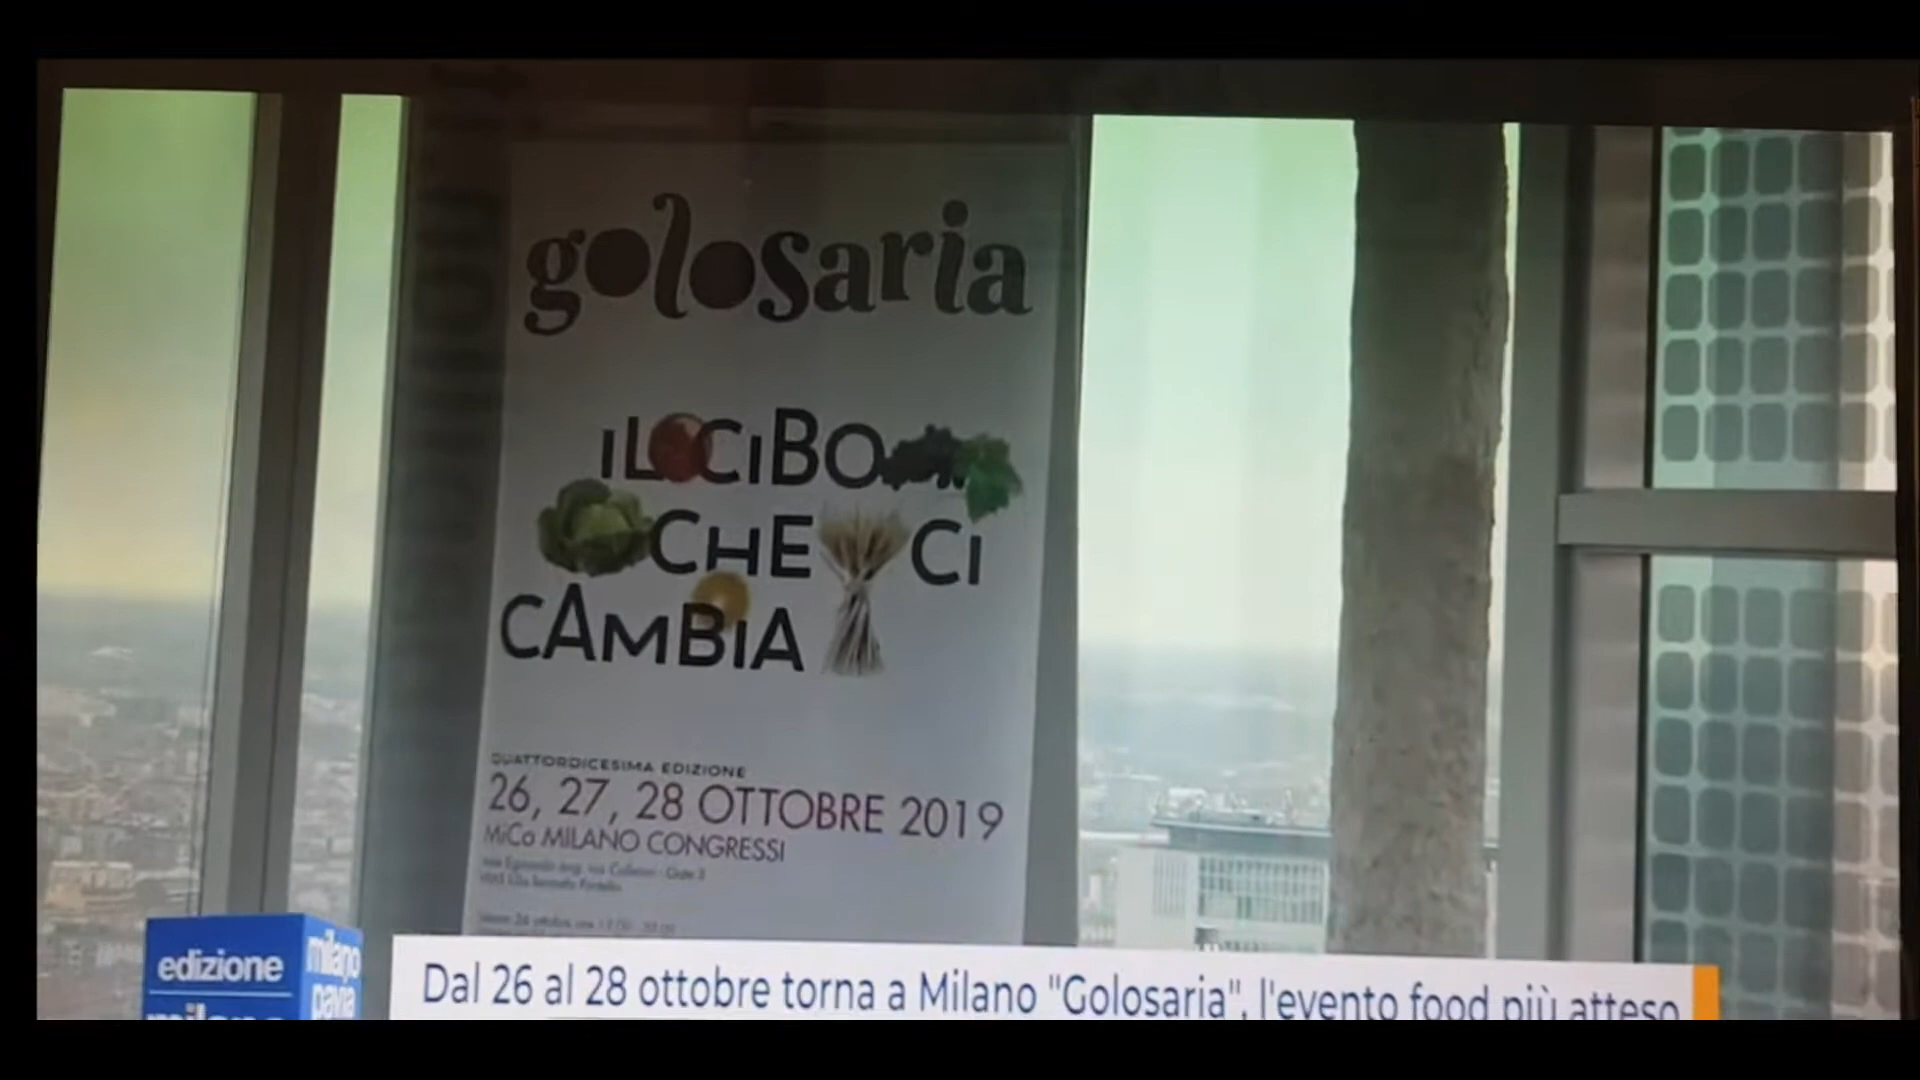 golosaria
iL CiBO
CHE Ci
CAMBiA
QUATTORDICESIMA EDIZIONE
26, 27, 28 OTTOBRE 2019
MiCo MILANO CONGRESSI
edizione
milano
milano
pavia
Dal 26 al 28 ottobre torna a Milano "Golosaria", l'evento food più atteso